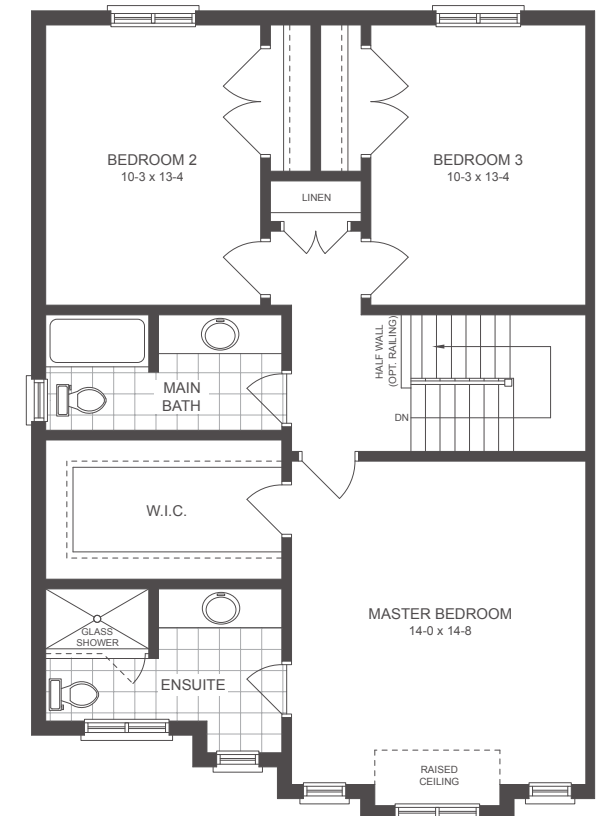 BEDROOM 2
10-3 x 13-4
BEDROOM 3
10-3 x 13-4
LINEN
HALF WALL
(OPT. RAILING)
MAIN
BATH
DN
W.I.C.
MASTER BEDROOM
14-0 x 14-8
GLASS
SHOWER
ENSUITE
RAISED
CEILING